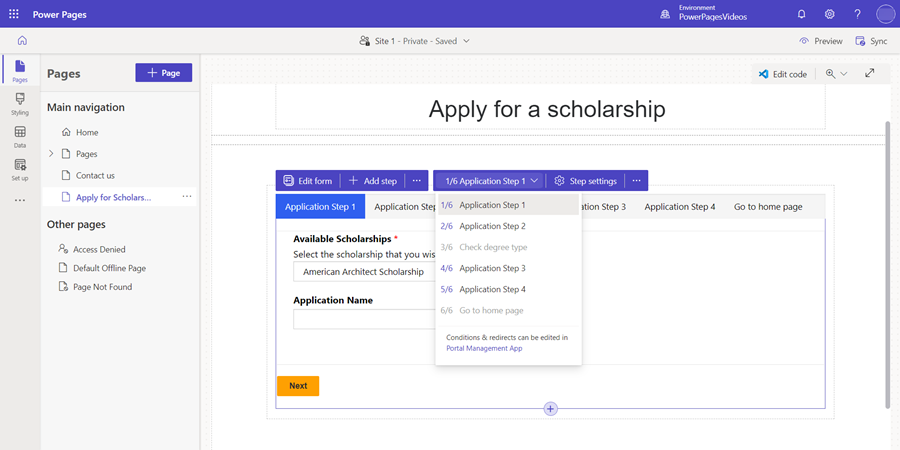 Power Pages
Environment
PowerPagesVideos
?
Site 1 - Private - Saved
Preview
Sync
Pages
Styling
Data
Set up
Pages
+ Page
Main navigation
Home
Pages
Contact us
Apply for Scholars...
Other pages
Access Denied
Default Offline Page
Page Not Found
Edit code
Apply for a scholarship
Edit form
+ Add step
1/6 Application Step 1
Step settings
Application Step 1
Application Step 3
Application Step 4
Go to home page
1/6 Application Step 1
2/6 Application Step 2
3/6 Check degree type
4/6 Application Step 3
5/6 Application Step 4
6/6 Go to home page
Conditions & redirects can be edited in
Portal Management App
Available Scholarships *
Select the scholarship that you
American Architect Scholarship
Application Name
Next